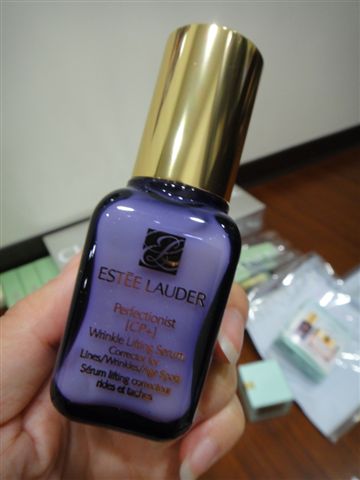 ESTĒE LAUDER
Perfectionist
[CP+]
Wrinkle Lifting Serum
Corrector for
Lines/Wrinkles/Age Spots
Sérum lifting correcteur
rides et taches